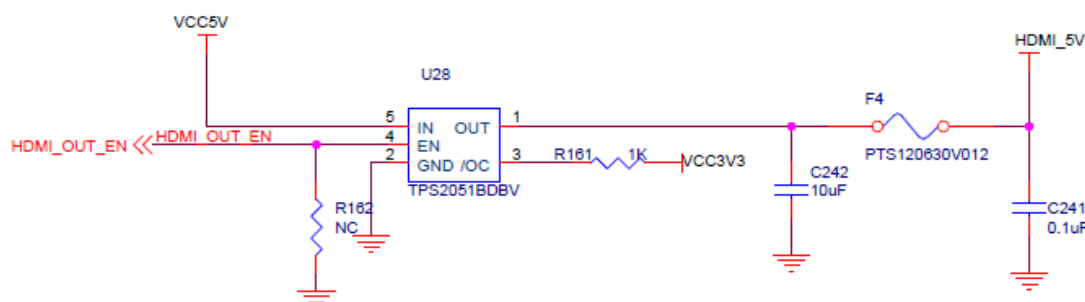 VCC5V
HDMI_5V
U28
F4
5 IN OUT 1
HDMI_OUT_EN HDMI_OUT_EN 4 EN
2 GND /OC 3 R161 1K VCC3V3
TPS2051BDBV
PTS120630V012
C242
10uF
R162
NC
C241
0.1uF